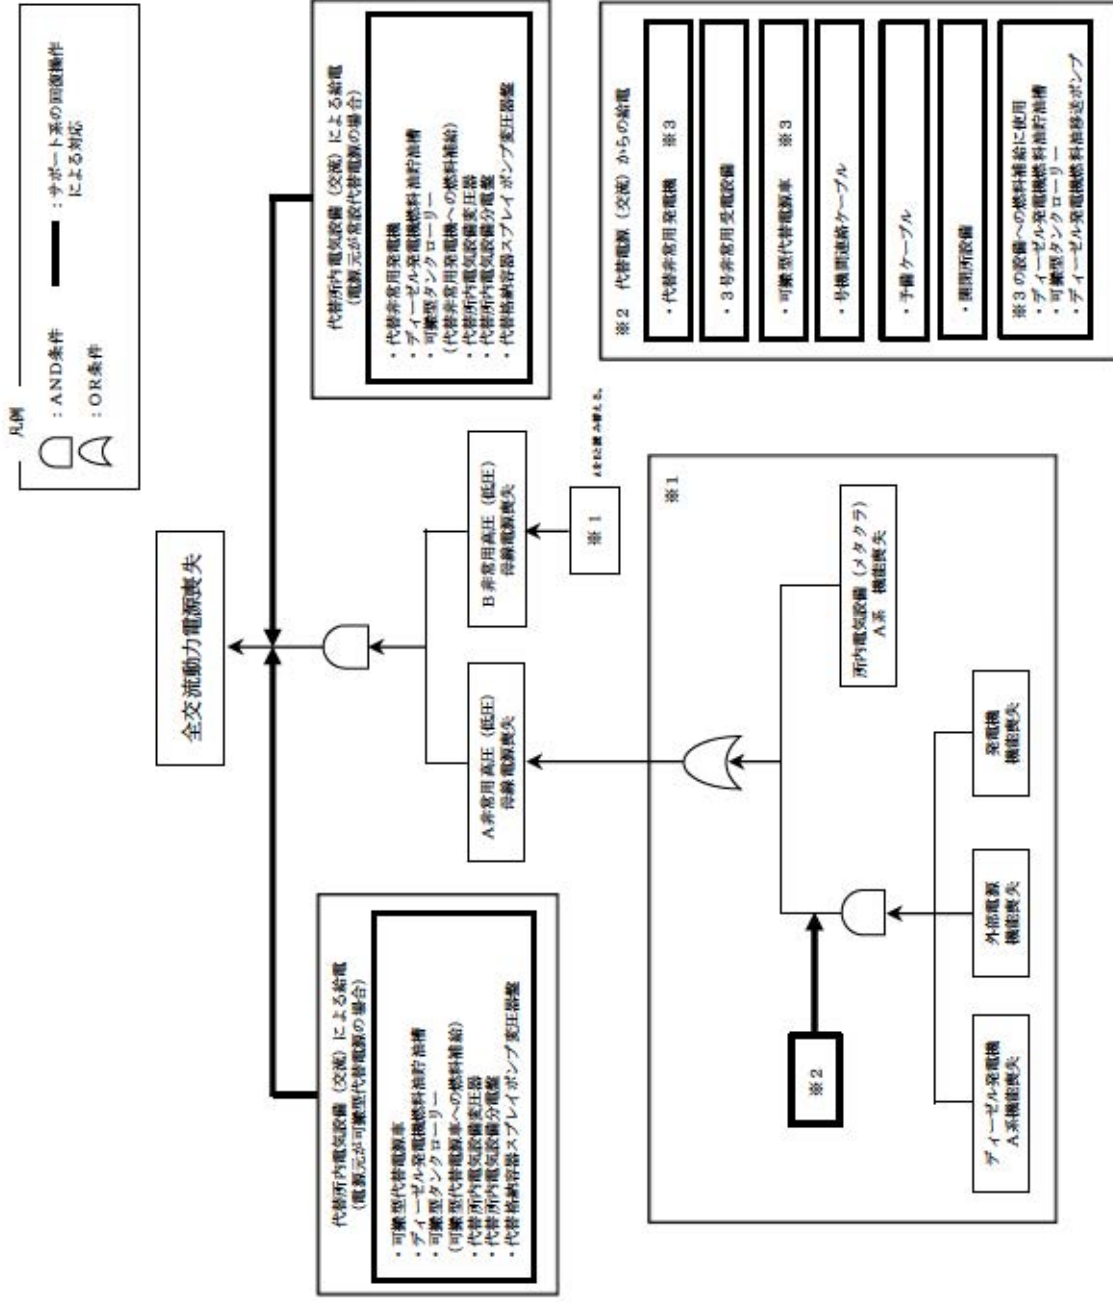 凡例
：AND条件
：OR条件
：サポート系の回復操作
による対応
全交流動力電源喪失
代替所内電気設備（交流）による給電
（電源元が可搬型代替電源の場合）
・可搬型代替電源車
・ディーゼル発電機燃料油貯油槽
・可搬型タンクローリー
（可搬型代替電源車への燃料補給）
・代替所内電気設備変圧器
・代替所内電気設備分電盤
・代替格納容器スプレイポンプ変圧器盤
代替所内電気設備（交流）による給電
（電源元が常設代替電源の場合）
・代替非常用発電機
・ディーゼル発電機燃料油貯油槽
・可搬型タンクローリー
（代替非常用発電機への燃料補給）
・代替所内電気設備変圧器
・代替所内電気設備分電盤
・代替格納容器スプレイポンプ変圧器盤
A非常用高圧（低圧）
母線電源喪失
B非常用高圧（低圧）
母線電源喪失
※1
AをBと読み替える。
※1
所内電気設備（メタクラ）
A系 機能喪失
※2
ディーゼル発電機
A系機能喪失
外部電源
機能喪失
発電機
機能喪失
※2 代替電源（交流）からの給電
・代替非常用発電機 ※3
・3号非常用受電設備
・可搬型代替電源車 ※3
・号機間連絡ケーブル
・予備ケーブル
・開閉所設備
※3の設備への燃料補給に使用
・ディーゼル発電機燃料油貯油槽
・可搬型タンクローリー
・ディーゼル発電機燃料油移送ポンプ